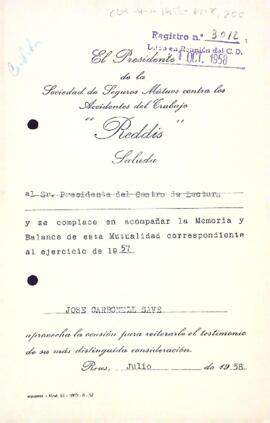 Registro n.º 3012
Leído en Reunión del C.D.
1 OCT. 1958
El Presidente
de la
Sociedad de Seguros Mútuos contra los
Accidentes del Trabajo
"Reddis"
Saluda
al Sr. Presidente del Centro de Lectura
y se complace en acompañar la Memoria y
Balance de esta Mutualidad correspondiente
al ejercicio de 1957.
JOSE CARBONELL SAVE
aprovecha la ocasión para reiterarle el testimonio
de su más distinguida consideración.
Reus, Julio de 1958.